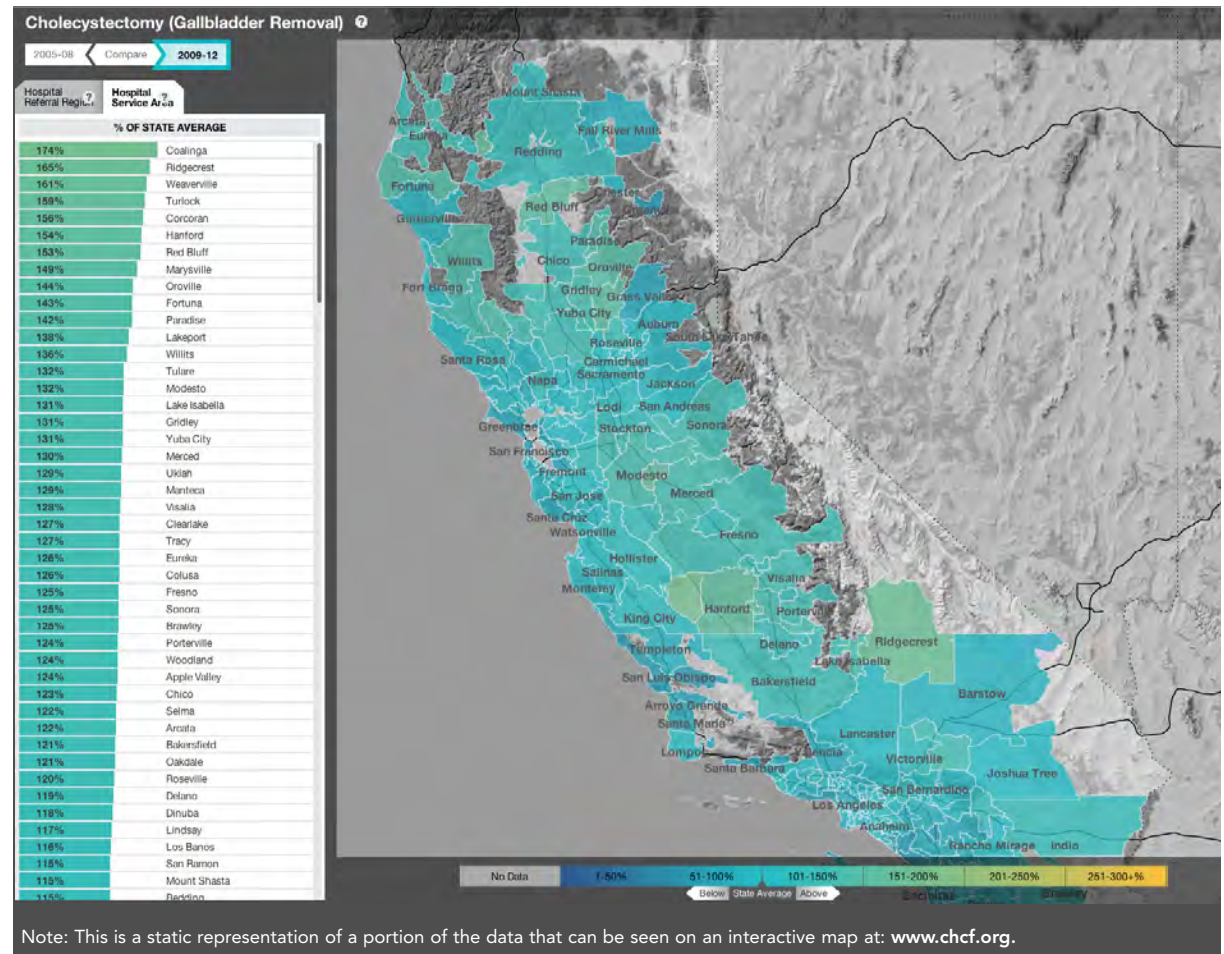 Cholecystectomy (Gallbladder Removal) ?
2005-08 Compare 2009-12
Hospital Referral Region ?
Hospital Service Area ?
% OF STATE AVERAGE
174% Coalinga
165% Ridgecrest
161% Weaverville
159% Turlock
156% Corcoran
154% Hanford
153% Red Bluff
149% Marysville
144% Oroville
143% Fortuna
142% Paradise
138% Lakeport
136% Willits
132% Tulare
132% Modesto
131% Lake Isabella
131% Gridley
131% Yuba City
130% Merced
129% Ukiah
129% Manteca
128% Visalia
127% Clearlake
127% Tracy
126% Eureka
126% Colusa
125% Fresno
125% Sonora
125% Brawley
124% Porterville
124% Woodland
124% Apple Valley
123% Chico
122% Selma
122% Arcata
121% Bakersfield
121% Oakdale
120% Roseville
119% Delano
118% Dinuba
117% Lindsay
116% Los Banos
115% San Ramon
115% Mount Shasta
115% Redding
Mount Shasta
Arcata
Eureka
Fall River Mills
Redding
Fortuna
Chester
Red Bluff
Greenville
Garberville
Paradise
Willits
Chico
Oroville
Fort Bragg
Gridley
Grass Valley
Yuba City
Auburn
South Lake Tahoe
Roseville
Santa Rosa
Carmichael
Sacramento
Napa
Jackson
Lodi
San Andreas
Greenbrae
Stockton
Sonora
San Francisco
Fremont
Modesto
San Jose
Merced
Santa Cruz
Watsonville
Fresno
Hollister
Salinas
Visalia
Monterey
Hanford
Porterville
King City
Templeton
Delano
Ridgecrest
Lake Isabella
San Luis Obispo
Bakersfield
Barstow
Arroyo Grande
Santa Maria
Lancaster
Lompoc
Valencia
Victorville
Santa Barbara
Joshua Tree
San Bernardino
Los Angeles
Anaheim
Rancho Mirage
Indio
No Data 1-50% 51-100% 101-150% 151-200% 201-250% 251-300+%
Below State Average Above
Encinitas
Brawley
Note: This is a static representation of a portion of the data that can be seen on an interactive map at: www.chcf.org.